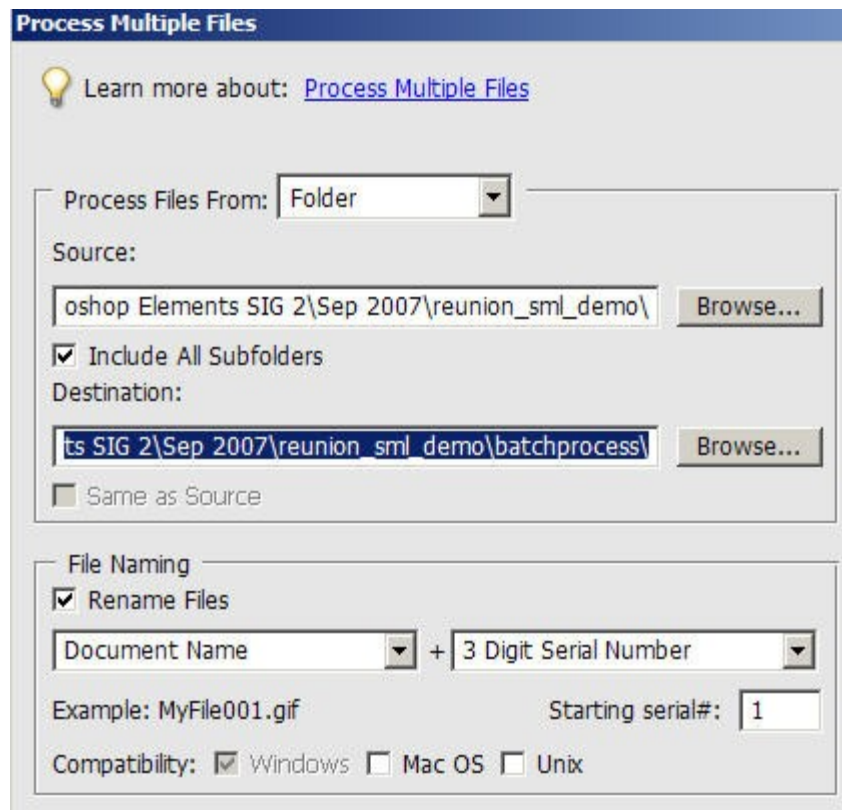 Process Multiple Files
Learn more about: Process Multiple Files
Process Files From: Folder
Source:
oshop Elements SIG 2\Sep 2007\reunion_sml_demo\ Browse...
Include All Subfolders
Destination:
ts SIG 2\Sep 2007\reunion_sml_demo\batchprocess\ Browse...
Same as Source
File Naming
Rename Files
Document Name + 3 Digit Serial Number
Example: MyFile001.gif Starting serial#: 1
Compatibility: Windows Mac OS Unix